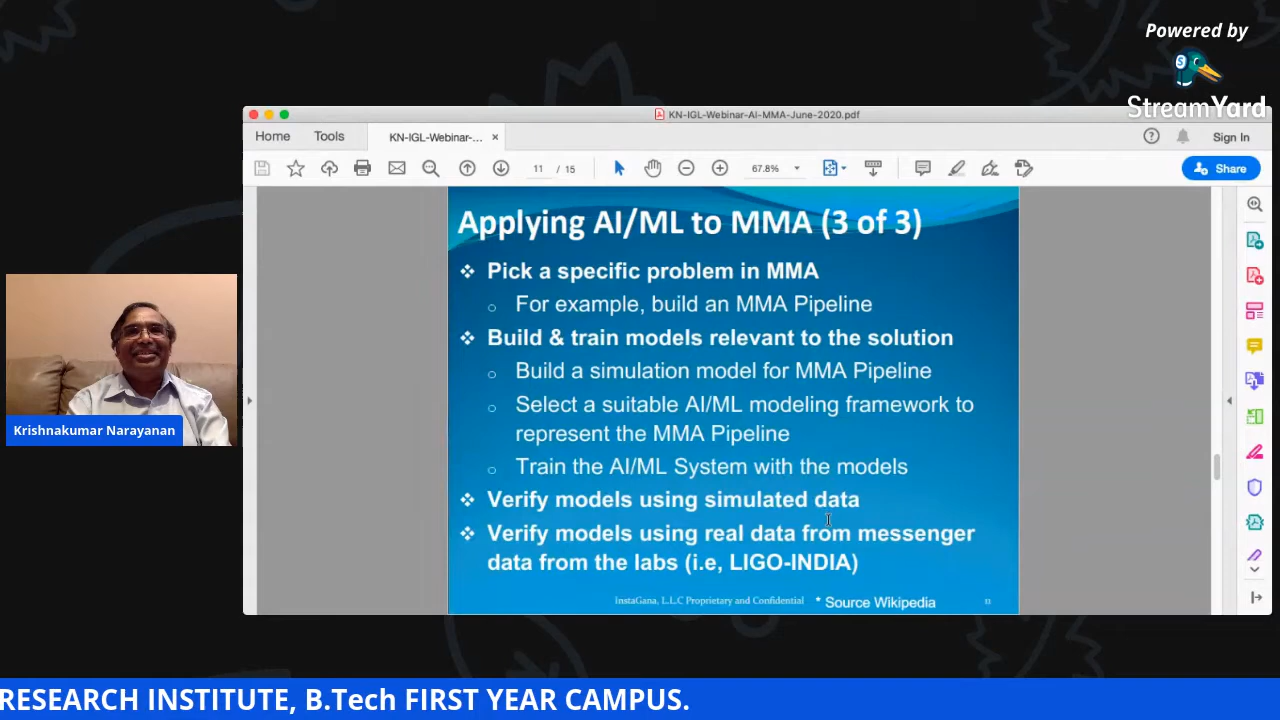 Powered by
StreamYard
KN-IGL-Webinar-AI-MMA-June-2020.pdf
Home
Tools
KN-IGL-Webinar-...
Sign In
11 / 15
67.8%
Share
Applying AI/ML to MMA (3 of 3)
Pick a specific problem in MMA
For example, build an MMA Pipeline
Build & train models relevant to the solution
Build a simulation model for MMA Pipeline
Select a suitable AI/ML modeling framework to
represent the MMA Pipeline
Train the AI/ML System with the models
Verify models using simulated data
Verify models using real data from messenger
data from the labs (i.e, LIGO-INDIA)
InstaGana, L.L.C Proprietary and Confidential
* Source Wikipedia
11
Krishnakumar Narayanan
RESEARCH INSTITUTE, B.Tech FIRST YEAR CAMPUS.